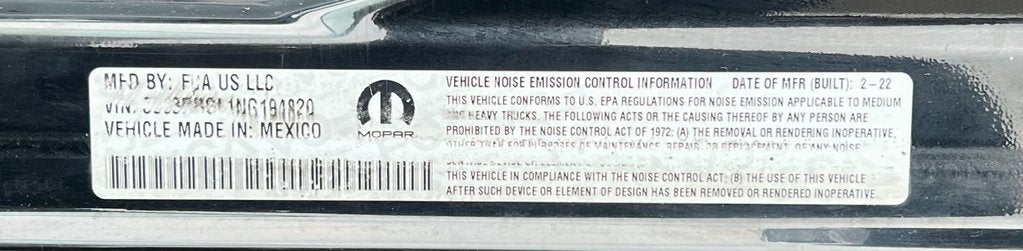 MFD BY: FCA US LLC
VIN:
VEHICLE MADE IN: MEXICO
MOPAR
VEHICLE NOISE EMISSION CONTROL INFORMATION DATE OF MFR (BUILT): 2-22
THIS VEHICLE CONFORMS TO U.S. EPA REGULATIONS FOR NOISE EMISSION APPLICABLE TO MEDIUM
AND HEAVY TRUCKS. THE FOLLOWING ACTS OR THE CAUSING THEREOF BY ANY PERSON ARE
PROHIBITED BY THE NOISE CONTROL ACT OF 1972: (A) THE REMOVAL OR RENDERING INOPERATIVE,
OTHER THAN FOR PURPOSES OF MAINTENANCE, REPAIR, OR REPLACEMENT, OF ANY NOISE
IN COMPLIANCE WITH THE NOISE CONTROL ACT; (B) THE USE OF THIS VEHICLE
AFTER SUCH DEVICE OR ELEMENT OF DESIGN HAS BEEN REMOVED OR RENDERED INOPERATIVE.